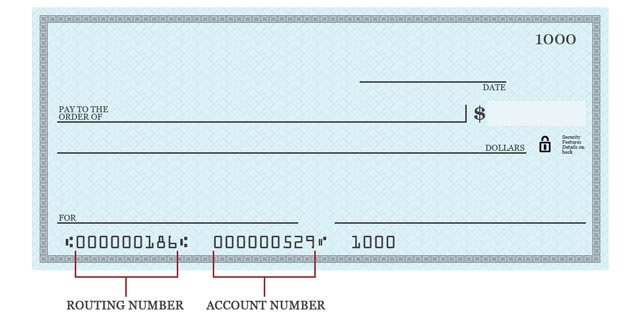 1000
DATE
PAY TO THE
ORDER OF
$
DOLLARS
Security
Features
Details on
back
FOR
⑆000000186⑆ 000000529⑈ 1000
ROUTING NUMBER ACCOUNT NUMBER